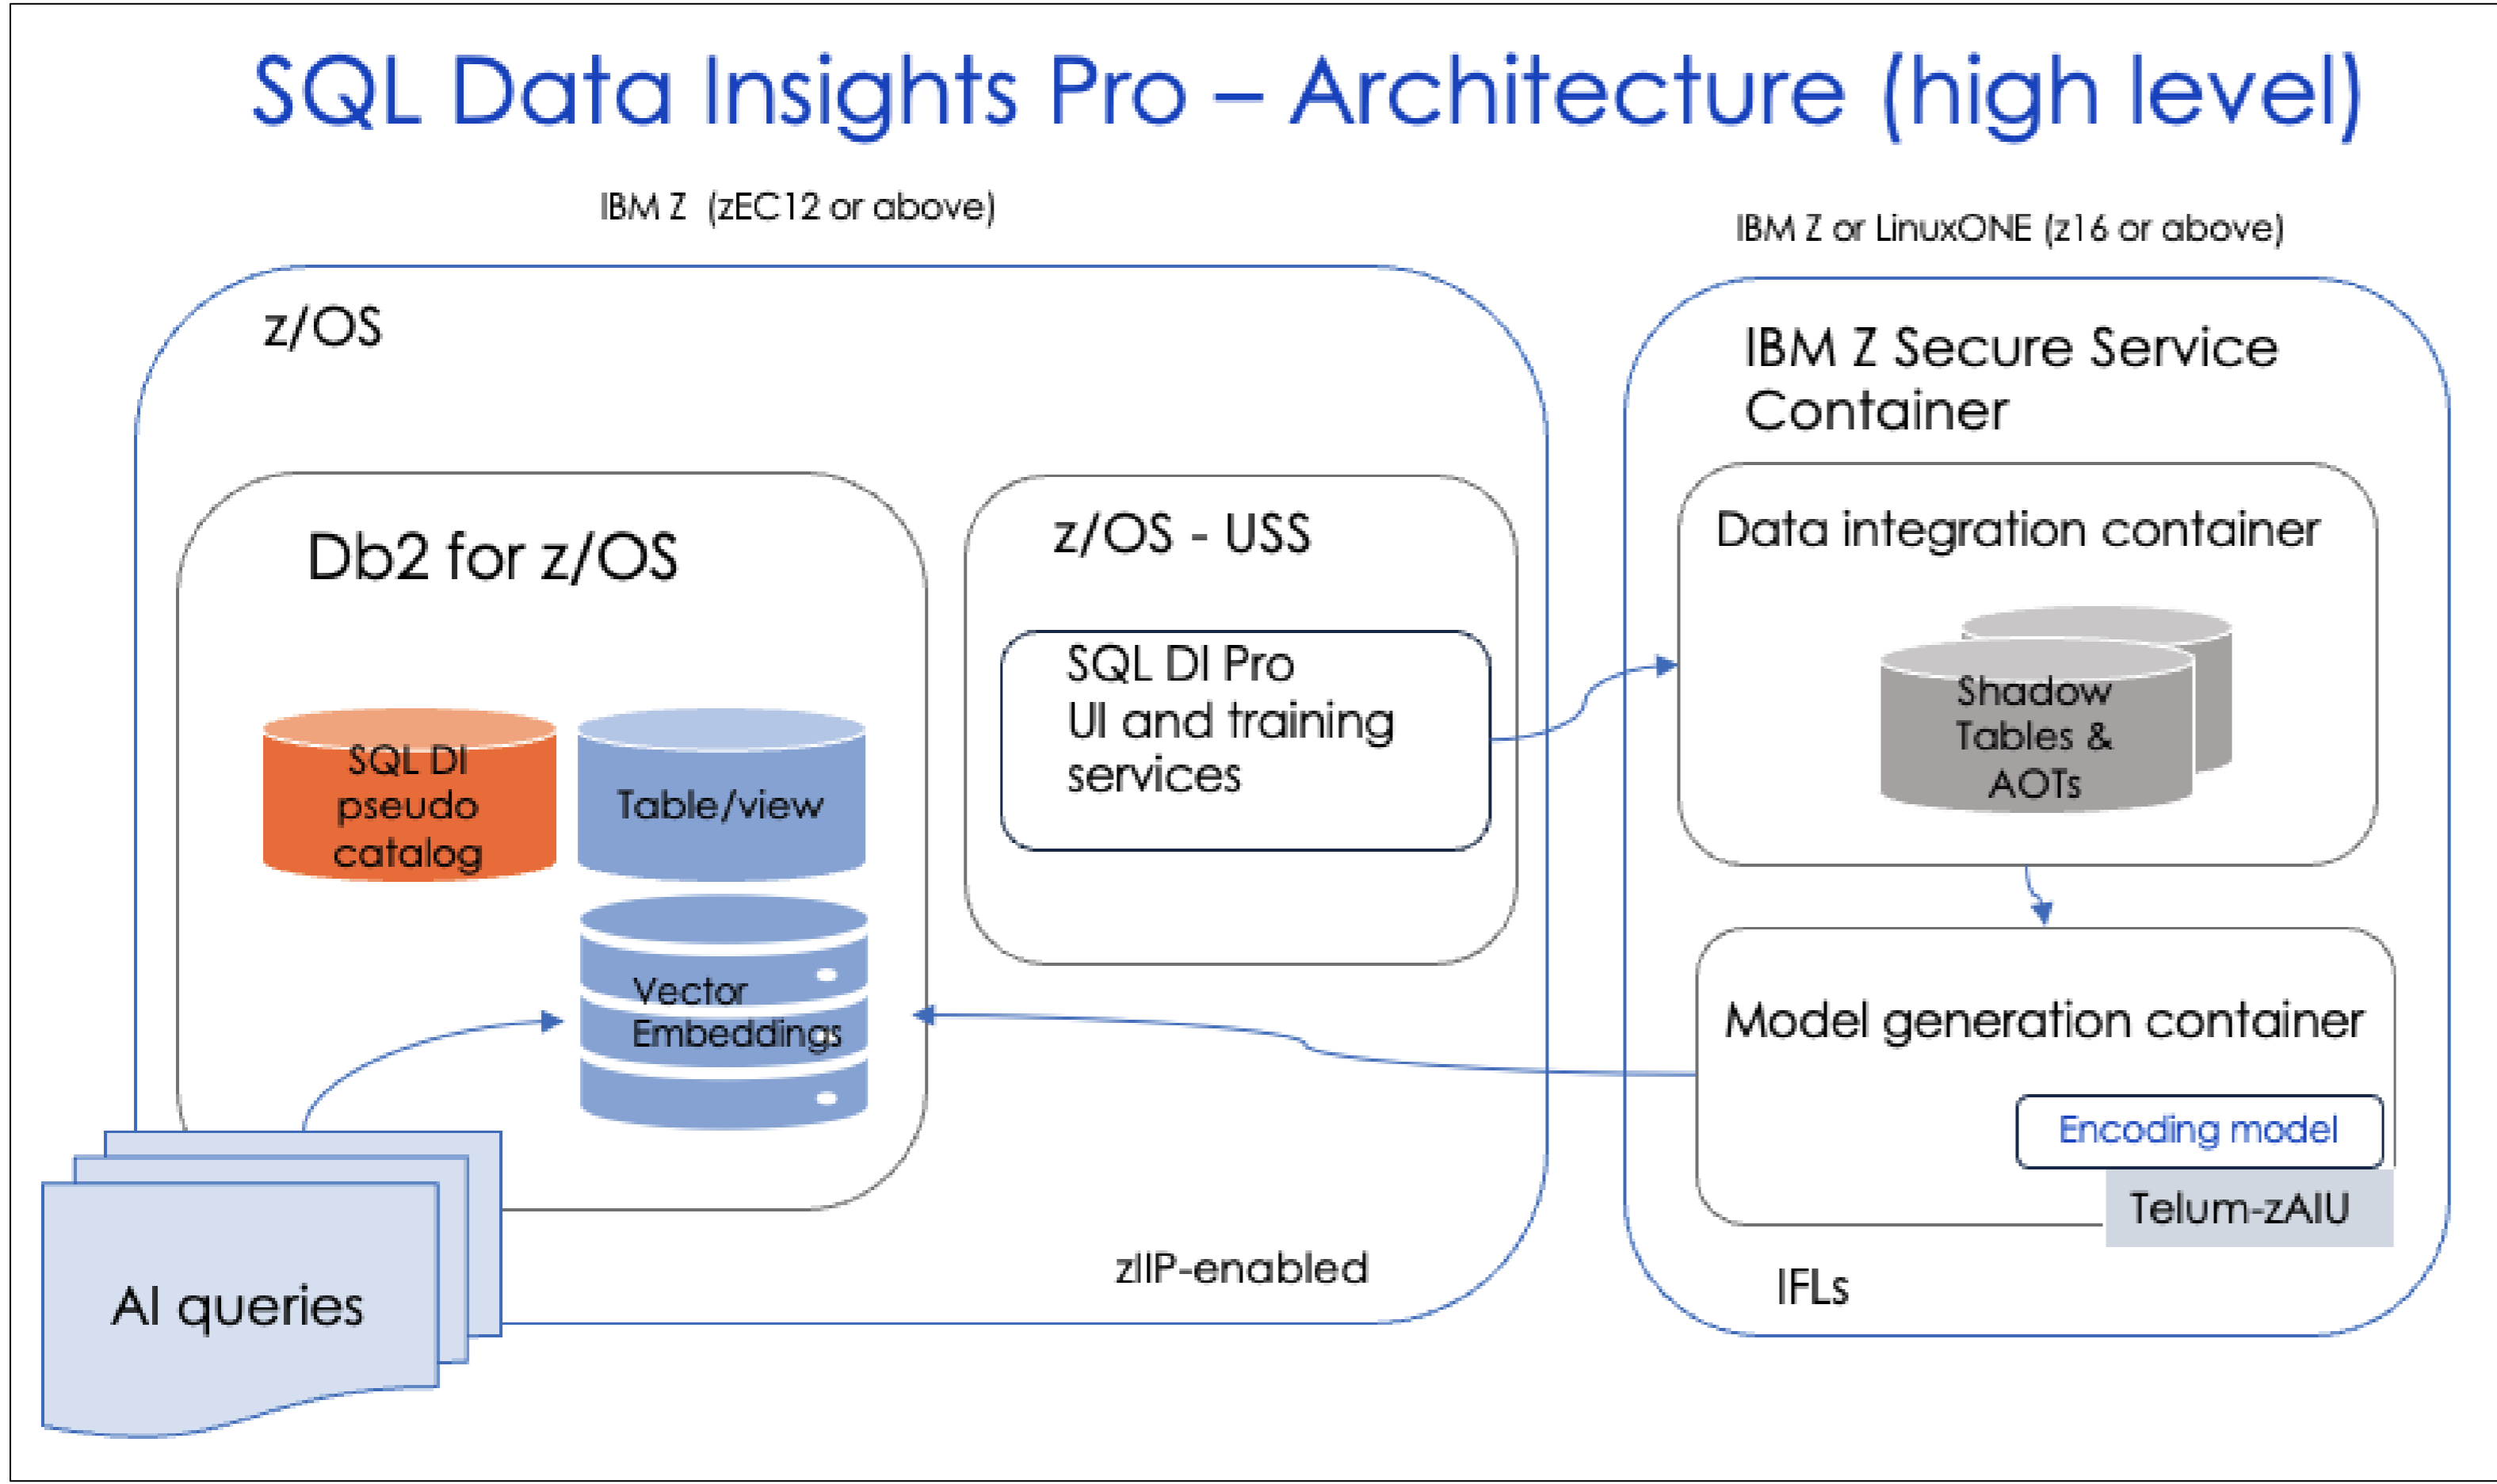 SQL Data Insights Pro – Architecture (high level)
IBM Z (zEC12 or above)
IBM Z or LinuxONE (z16 or above)
z/OS
IBM Z Secure Service
Container
Db2 for z/OS
SQL DI
pseudo
catalog
Table/view
Vector
Embeddings
z/OS - USS
SQL DI Pro
UI and training
services
Data integration container
Shadow
Tables &
AOTs
Model generation container
Encoding model
Telum-zAIU
IFLs
zIIP-enabled
AI queries